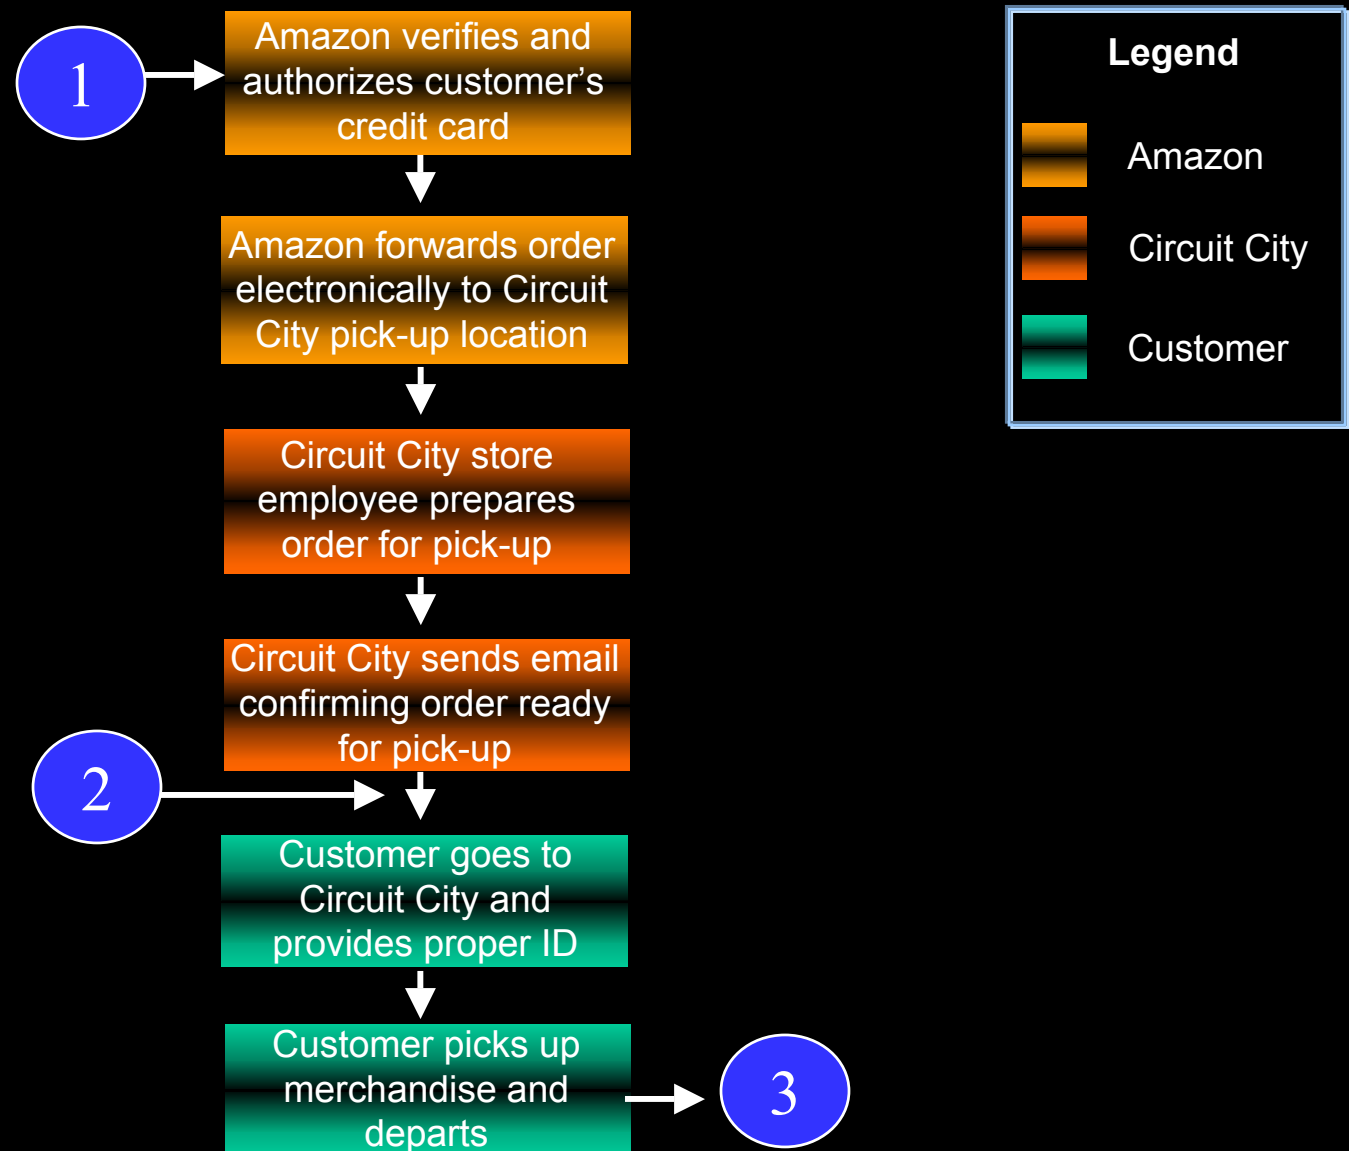 1
Amazon verifies and
authorizes customer’s
credit card
Amazon forwards order
electronically to Circuit
City pick-up location
Circuit City store
employee prepares
order for pick-up
Circuit City sends email
confirming order ready
for pick-up
2
Customer goes to
Circuit City and
provides proper ID
Customer picks up
merchandise and
departs
3
Legend
Amazon
Circuit City
Customer